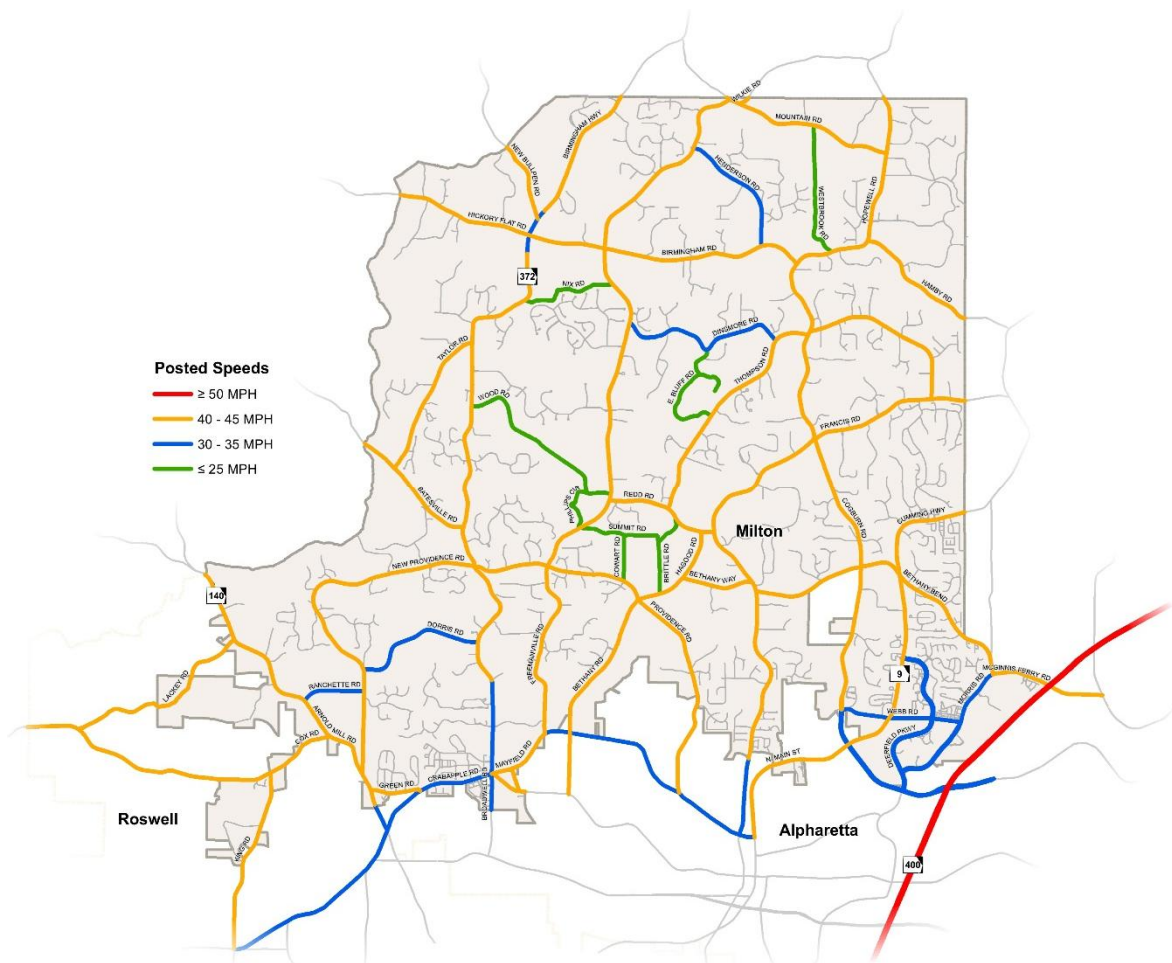 WILKIE RD
MOUNTAIN RD
BIRMINGHAM HWY
NEW BULLPEN RD
HENDERSON RD
WESTBROOK RD
HOPEWELL RD
HICKORY FLAT RD
BIRMINGHAM RD
372
NIX RD
HAMBY RD
DINSMORE RD
TAYLOR RD
THOMPSON RD
E. BLUFF RD
Posted Speeds
≥ 50 MPH
40 - 45 MPH
30 - 35 MPH
≤ 25 MPH
WOOD RD
FRANCIS RD
PHILLIPS CIR
REDD RD
BATESVILLE RD
COGBURN RD
CUMMING HWY
SUMMIT RD
Milton
COWART RD
BRITTLE RD
HAGOOD RD
NEW PROVIDENCE RD
BETHANY WAY
BETHANY BEND
140
PROVIDENCE RD
DORRIS RD
FREEMANVILLE RD
BETHANY RD
LACKEY RD
RANCHETTE RD
9
MCGINNIS FERRY RD
MORRIS RD
ARNOLD MILL RD
WEBB RD
COX RD
DEERFIELD PKWY
N MAIN ST
MAYFIELD RD
CRABAPPLE RD
GREEN RD
BROADWELL RD
Roswell
Alpharetta
KING RD
400